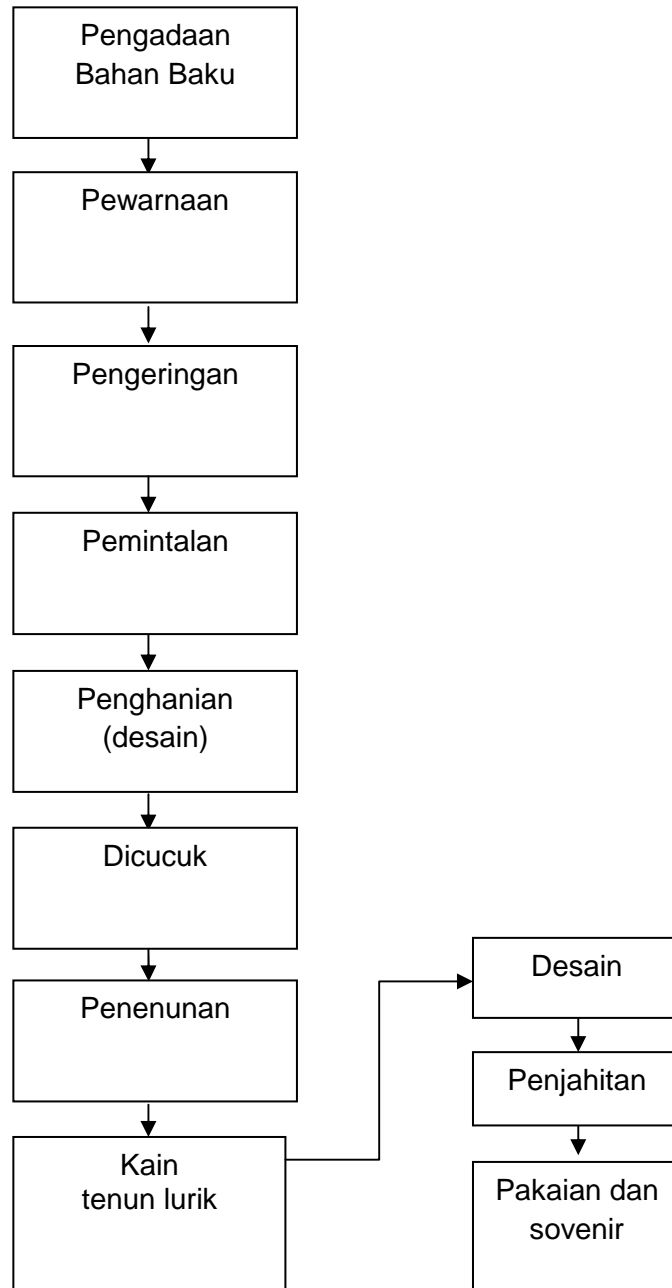 Pengadaan
Bahan Baku
Pewarnaan
Pengeringan
Pemintalan
Penghanian
(desain)
Dicucuk
Penenunan
Kain
tenun lurik
Desain
Penjahitan
Pakaian dan
sovenir